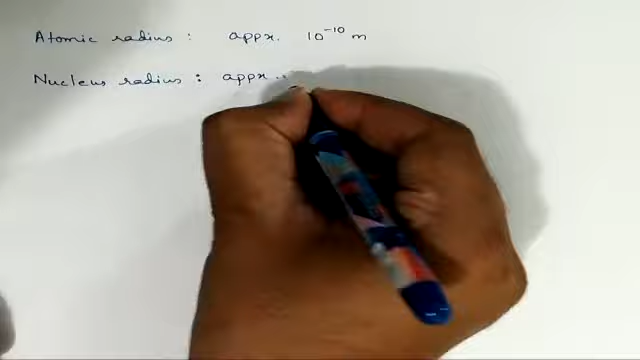 Atomic radius : appx. 10⁻¹⁰ m
Nucleus radius : appx.